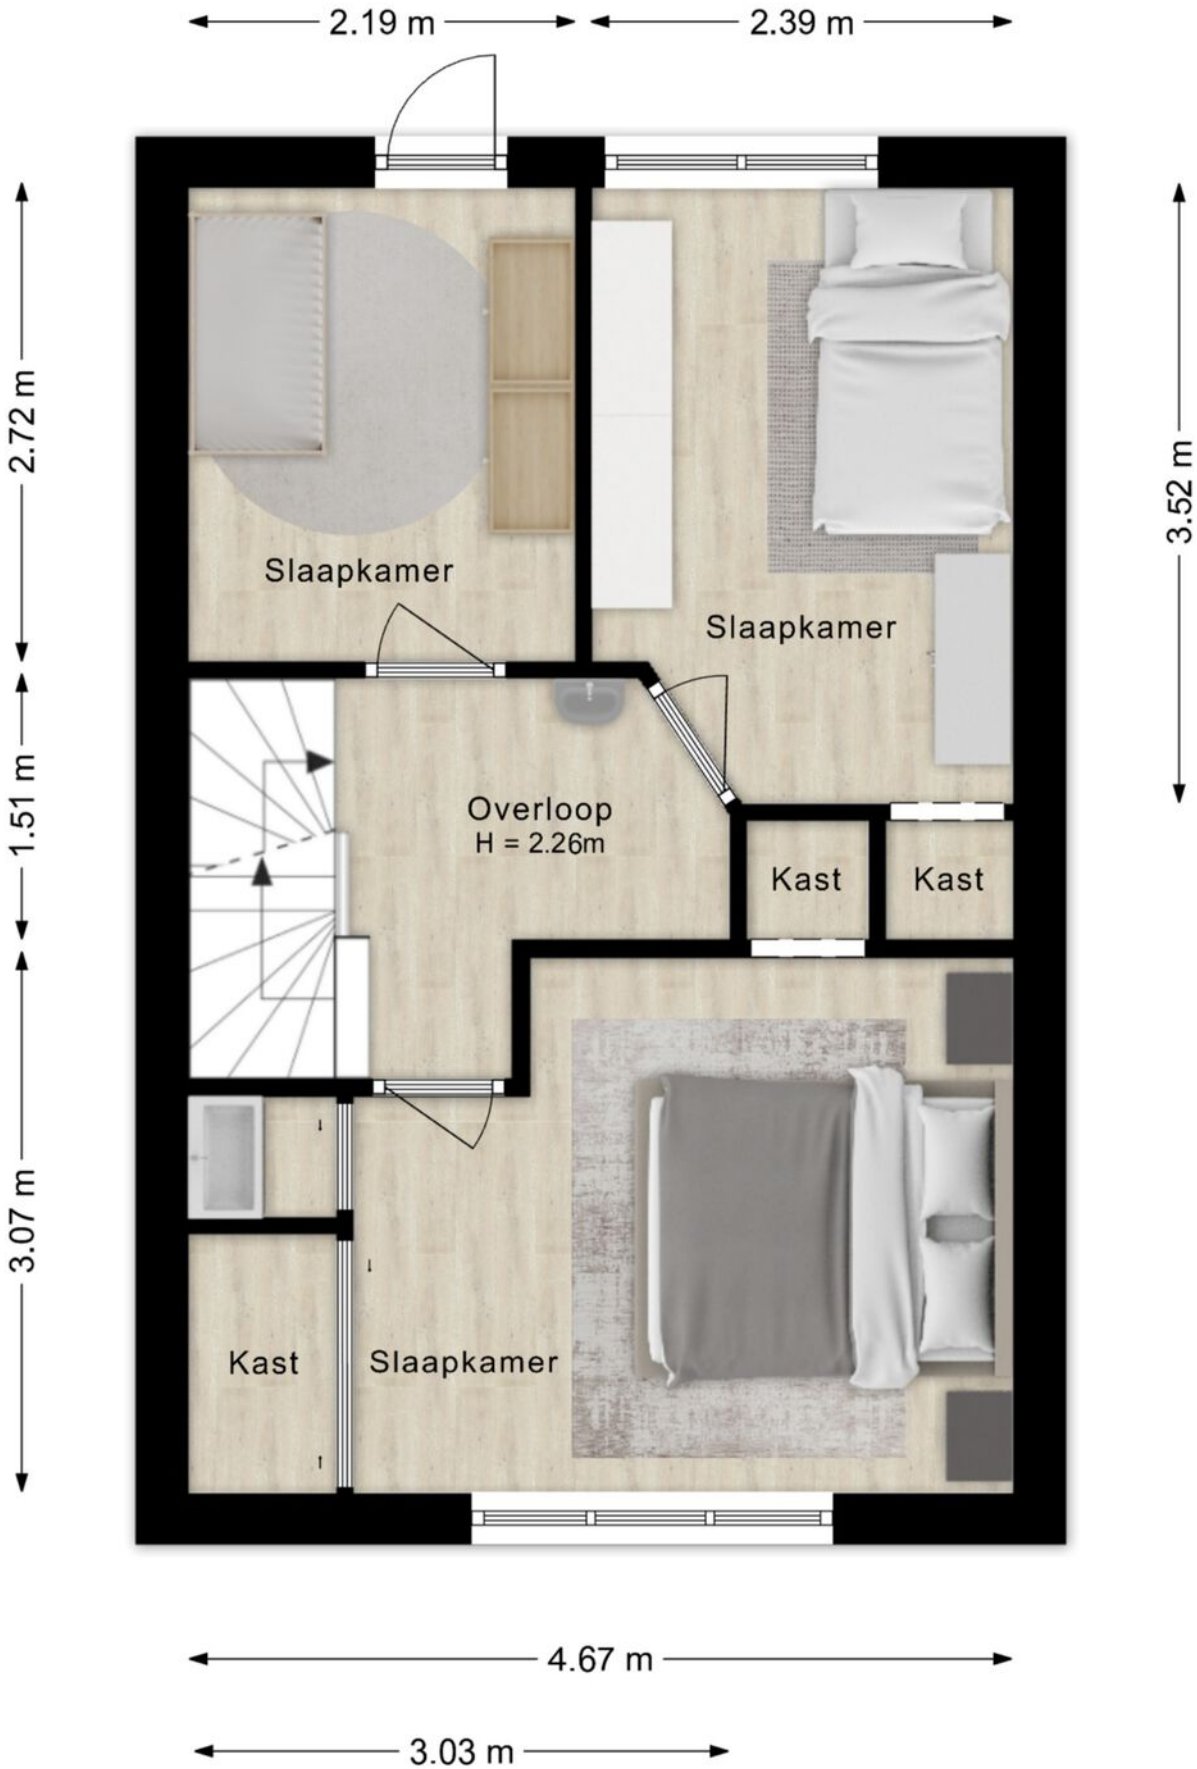 2.19 m
2.39 m
2.72 m
3.52 m
Slaapkamer
Slaapkamer
1.51 m
Overloop
H = 2.26m
Kast
Kast
3.07 m
Kast
Slaapkamer
4.67 m
3.03 m